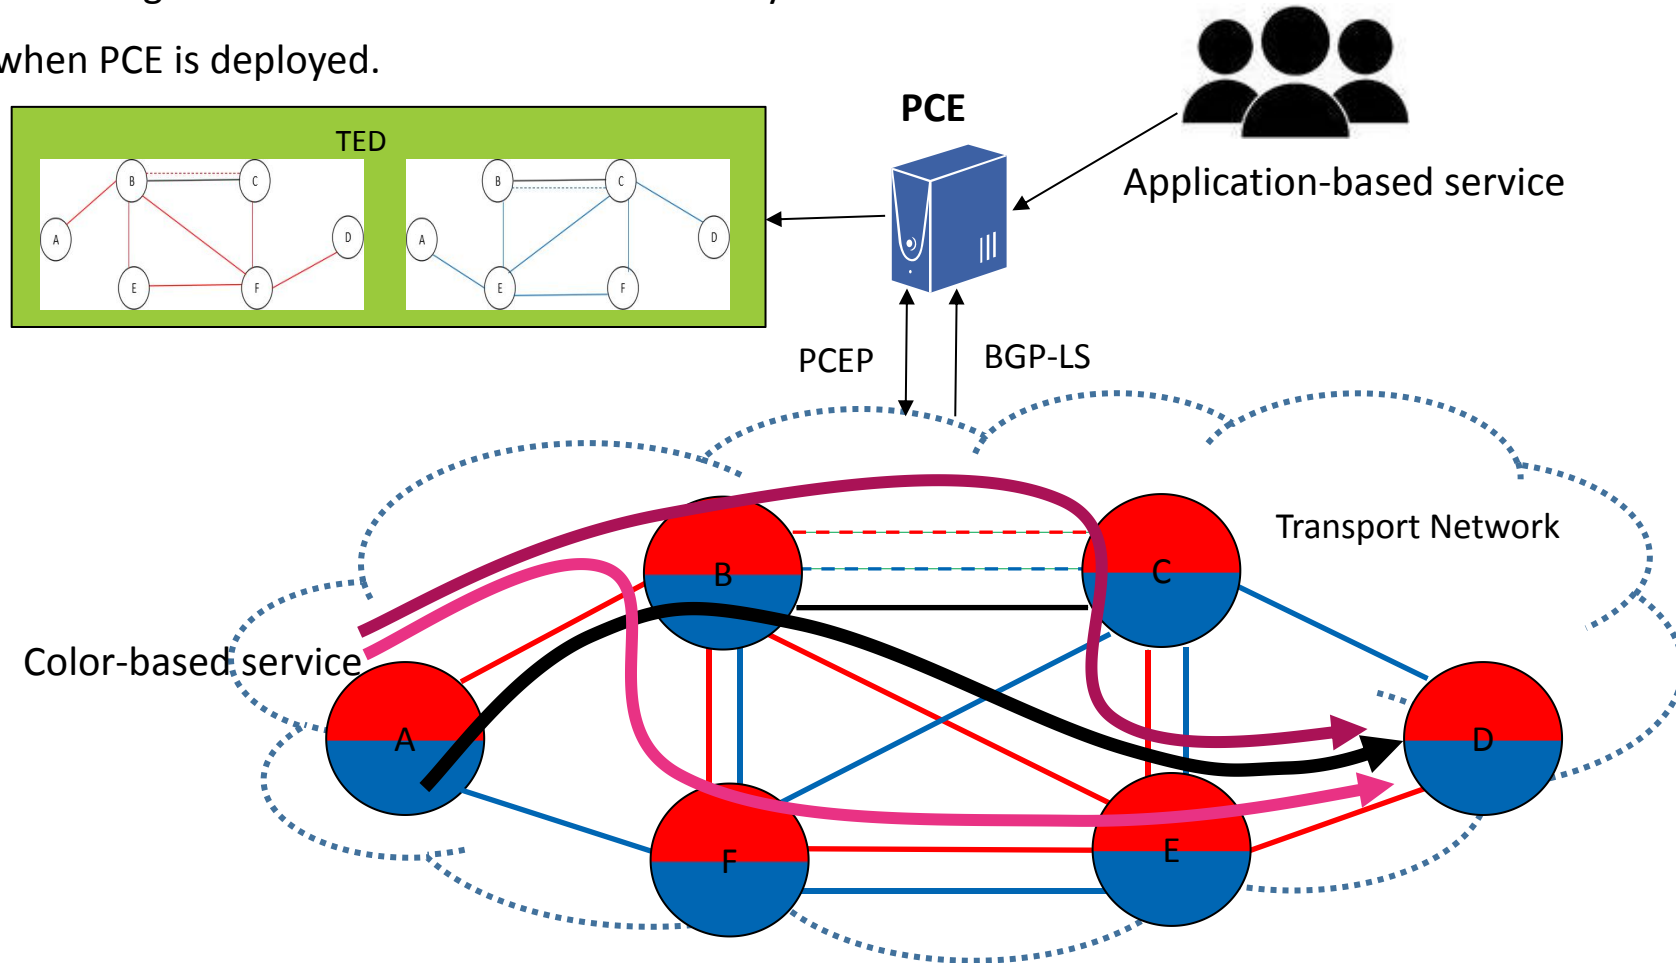 when PCE is deployed.
TED
B
C
A
D
E
F
B
C
A
D
E
F
PCE
Application-based service
PCEP
BGP-LS
Transport Network
Color-based service
A
B
C
D
F
E